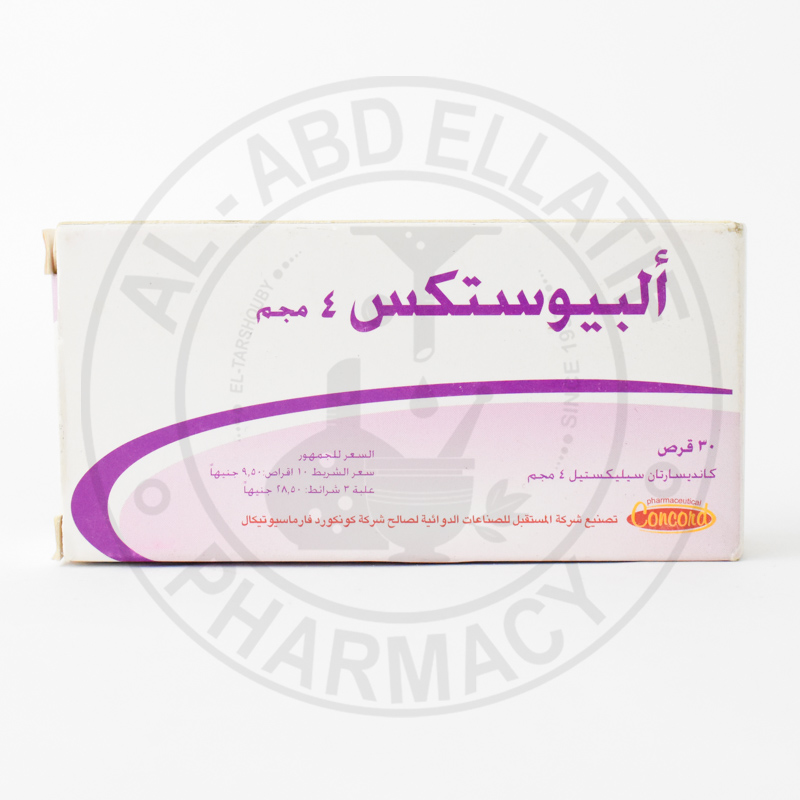 AL - ABD ELLATIF
EL-TARSHOUBY
SINCE 19
ألبيوستكس ٤ مجم
٣٠ قرص
كانديسارتان سيليكستيل ٤ مجم
السعر للجمهور
سعر الشريط ١٠ اقراص: ٩,٥٠ جنيهاً
علبة ٣ شرائط: ٢٨,٥٠ جنيهاً
pharmaceutical
Concord
تصنيع شركة المستقبل للصناعات الدوائية لصالح شركة كونكورد فارماسيوتيكال
PHARMACY